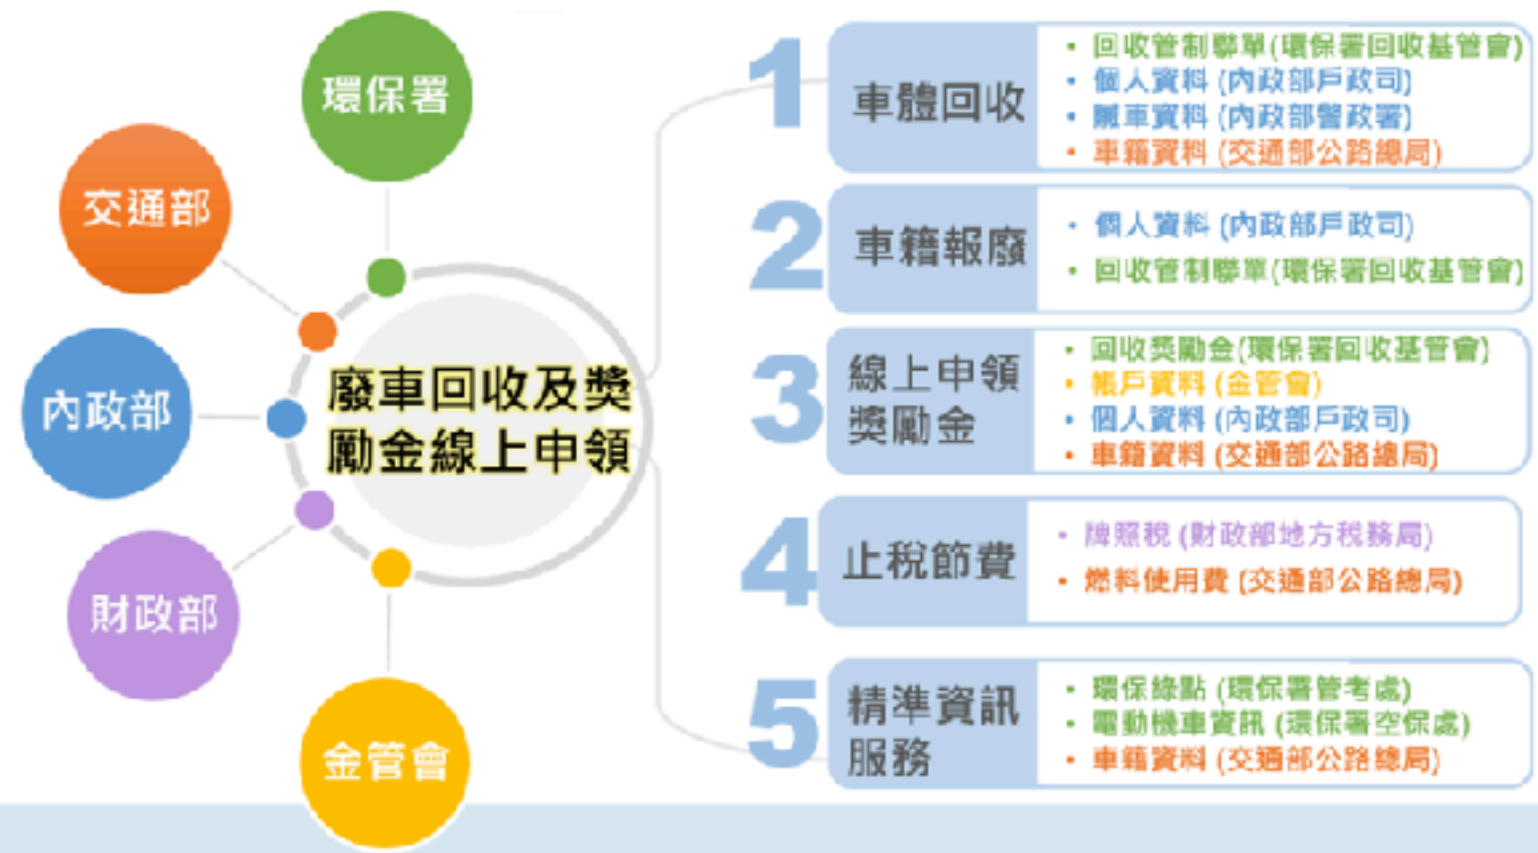 環保署
交通部
內政部
財政部
金管會
廢車回收及獎
勵金線上申領
1
車體回收
• 回收管制聯單(環保署回收基管會)
• 個人資料 (內政部戶政司)
• 贓車資料 (內政部警政署)
• 車籍資料 (交通部公路總局)
2
車籍報廢
• 個人資料 (內政部戶政司)
• 回收管制聯單(環保署回收基管會)
3
線上申領
獎勵金
• 回收獎勵金(環保署回收基管會)
• 帳戶資料 (金管會)
• 個人資料 (內政部戶政司)
• 車籍資料 (交通部公路總局)
4
止稅節費
• 牌照稅 (財政部地方稅務局)
• 燃料使用費 (交通部公路總局)
5
精準資訊
服務
• 環保綠點 (環保署管考處)
• 電動機車資訊 (環保署空保處)
• 車籍資料 (交通部公路總局)